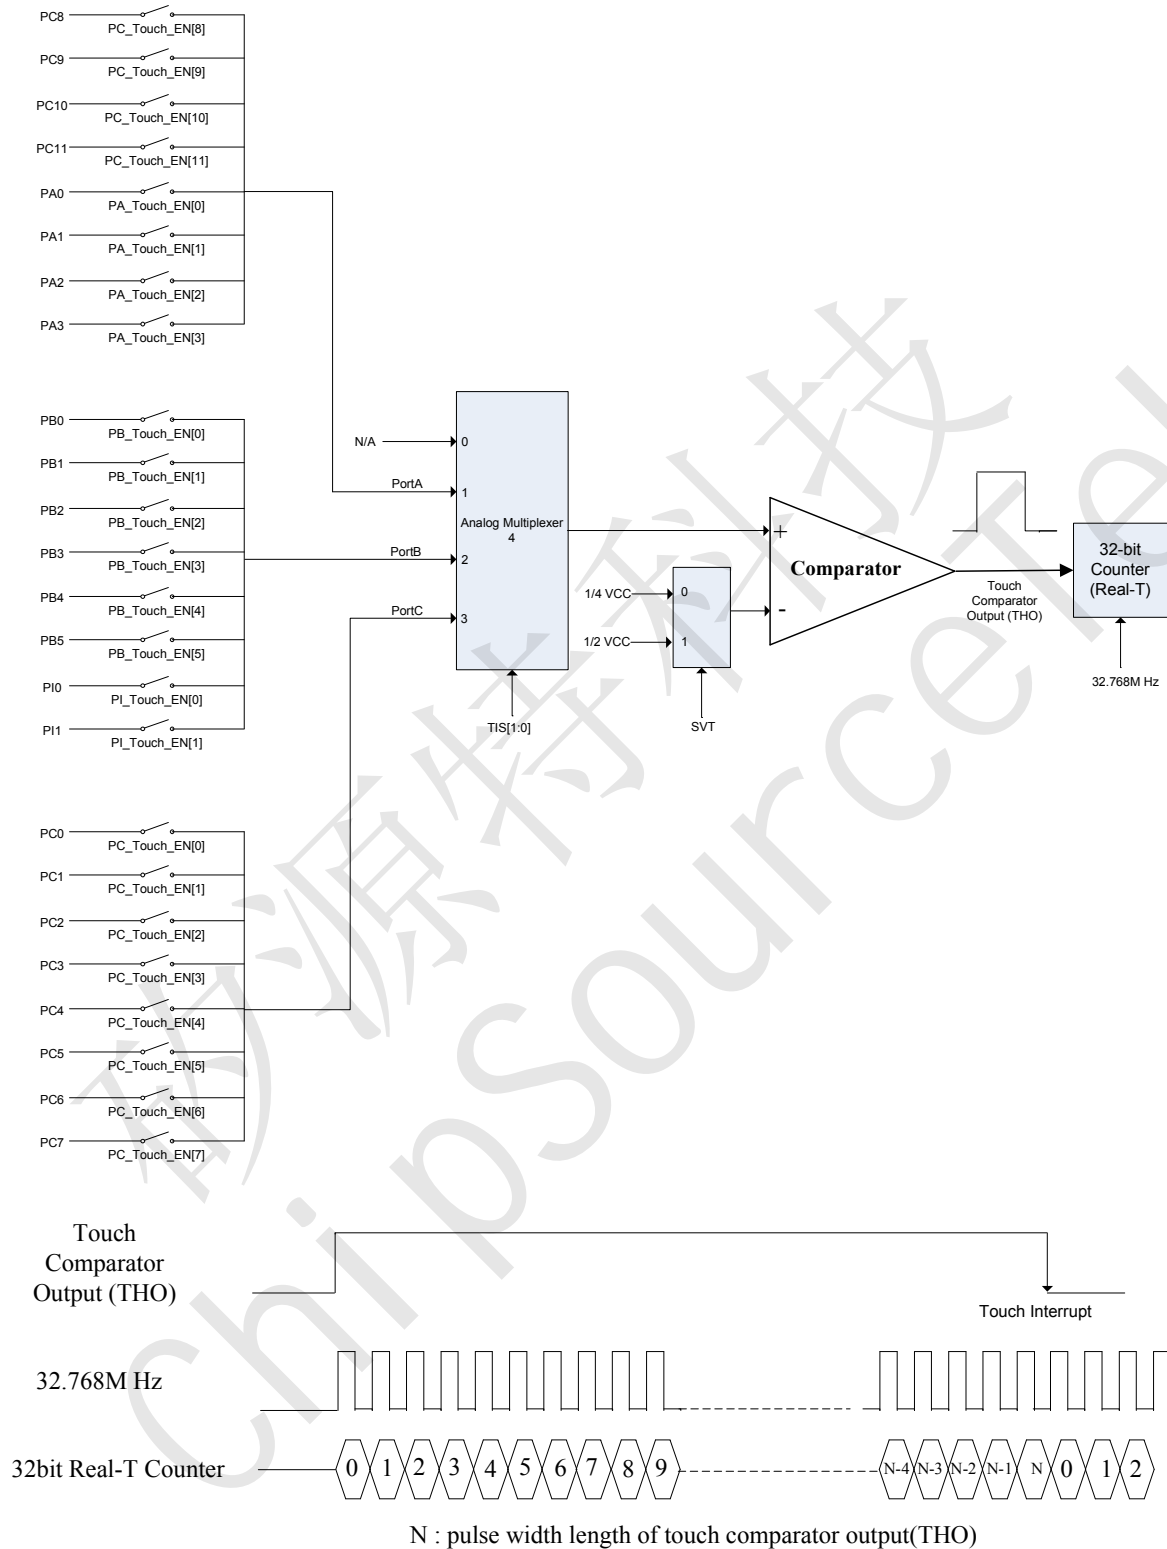 PC8
PC_Touch_EN[8]
PC9
PC_Touch_EN[9]
PC10
PC_Touch_EN[10]
PC11
PC_Touch_EN[11]
PA0
PA_Touch_EN[0]
PA1
PA_Touch_EN[1]
PA2
PA_Touch_EN[2]
PA3
PA_Touch_EN[3]
PB0
PB_Touch_EN[0]
PB1
PB_Touch_EN[1]
PB2
PB_Touch_EN[2]
PB3
PB_Touch_EN[3]
PB4
PB_Touch_EN[4]
PB5
PB_Touch_EN[5]
PI0
PI_Touch_EN[0]
PI1
PI_Touch_EN[1]
PC0
PC_Touch_EN[0]
PC1
PC_Touch_EN[1]
PC2
PC_Touch_EN[2]
PC3
PC_Touch_EN[3]
PC4
PC_Touch_EN[4]
PC5
PC_Touch_EN[5]
PC6
PC_Touch_EN[6]
PC7
PC_Touch_EN[7]
N/A
0
PortA
1
Analog Multiplexer
4
PortB
2
PortC
3
TIS[1:0]
1/4 VCC
0
1/2 VCC
1
SVT
+
Comparator
-
Touch
Comparator
Output (THO)
32-bit
Counter
(Real-T)
32.768M Hz
矽源特科技
ChipSourceTe
Touch
Comparator
Output (THO)
Touch Interrupt
32.768M Hz
32bit Real-T Counter
0 1 2 3 4 5 6 7 8 9 N-4 N-3 N-2 N-1 N 0 1 2
N : pulse width length of touch comparator output(THO)